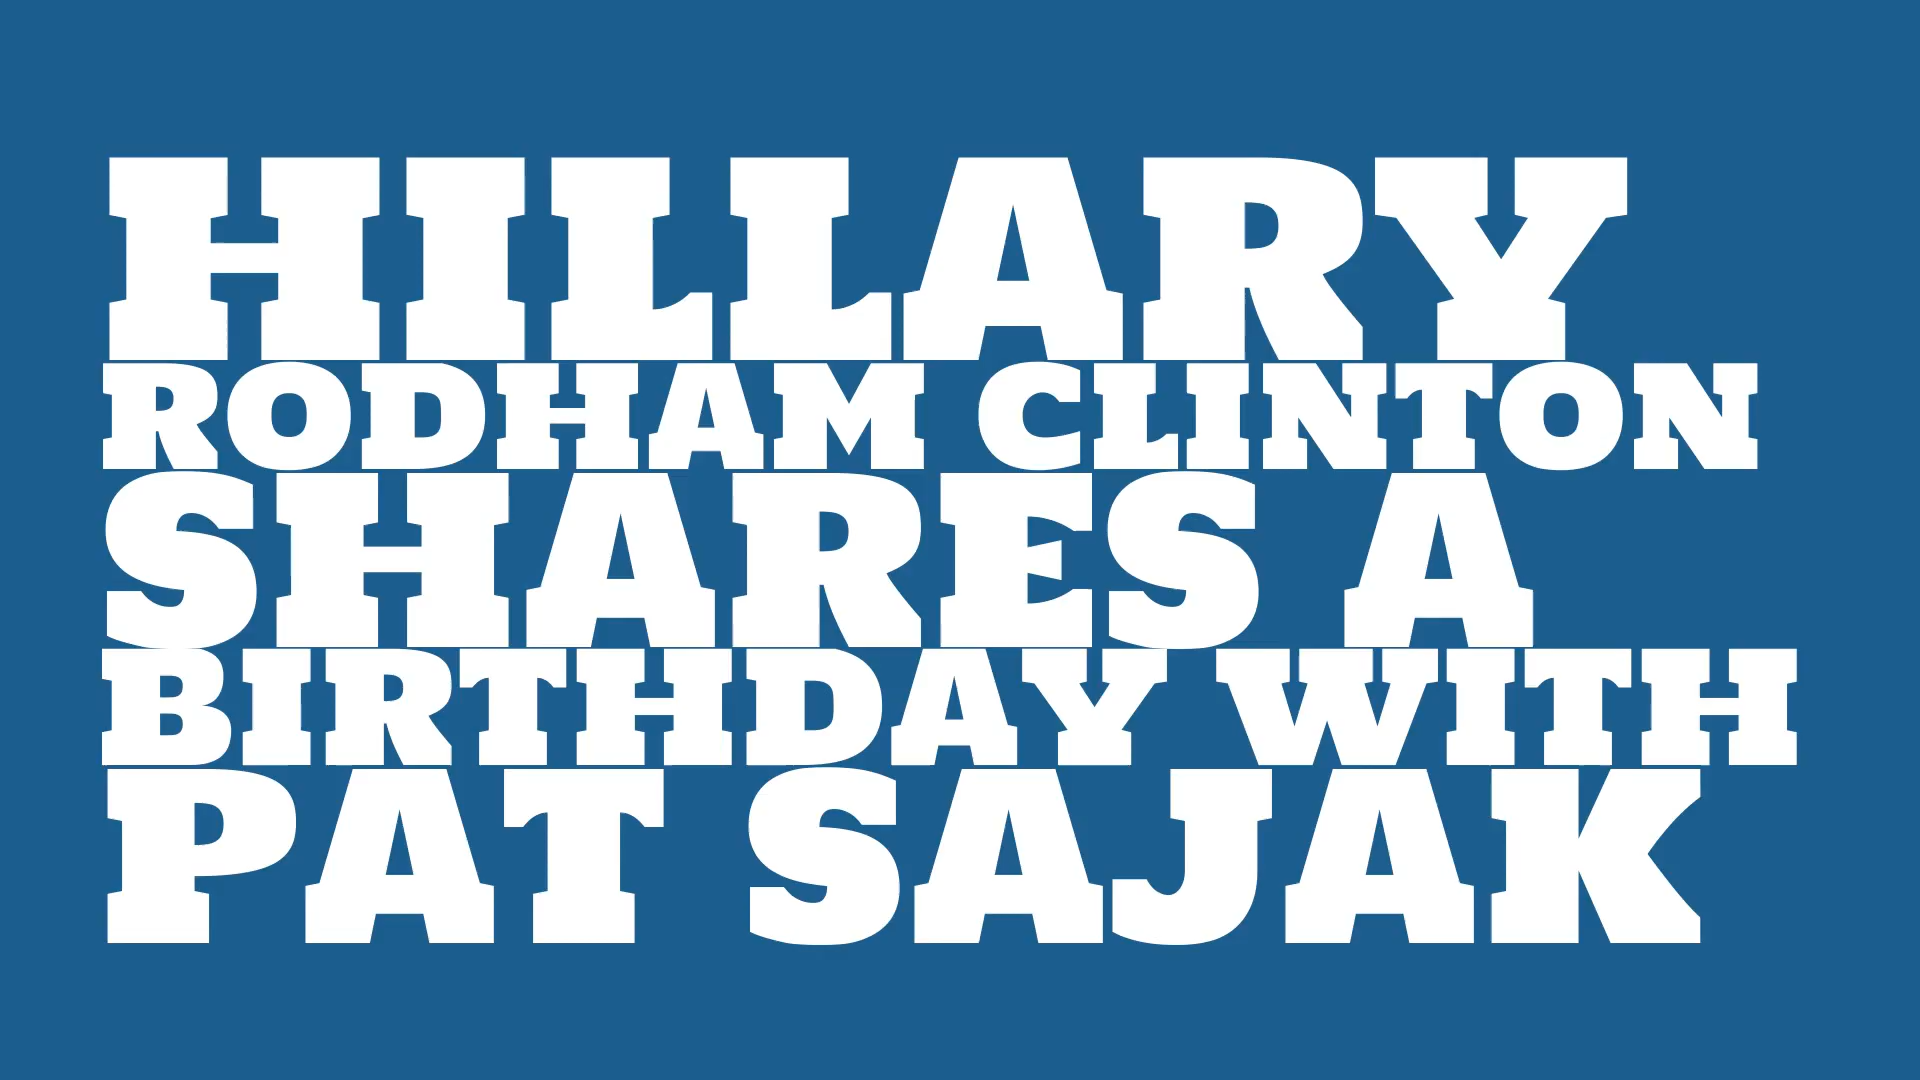 HILLARY
RODHAM CLINTON
SHARES A
BIRTHDAY WITH
PAT SAJAK